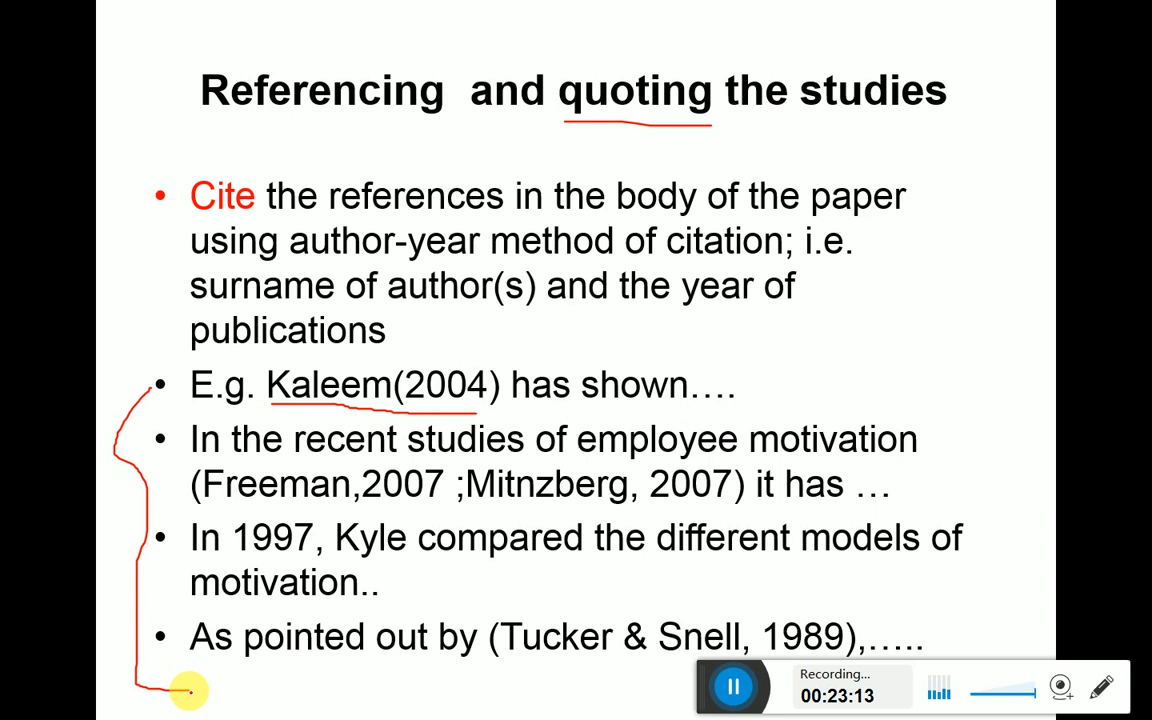 Referencing and quoting the studies
• Cite the references in the body of the paper
using author-year method of citation; i.e.
surname of author(s) and the year of
publications
• E.g. Kaleem(2004) has shown….
• In the recent studies of employee motivation
(Freeman,2007 ;Mitnzberg, 2007) it has …
• In 1997, Kyle compared the different models of
motivation..
• As pointed out by (Tucker & Snell, 1989),…..
Recording...
00:23:13